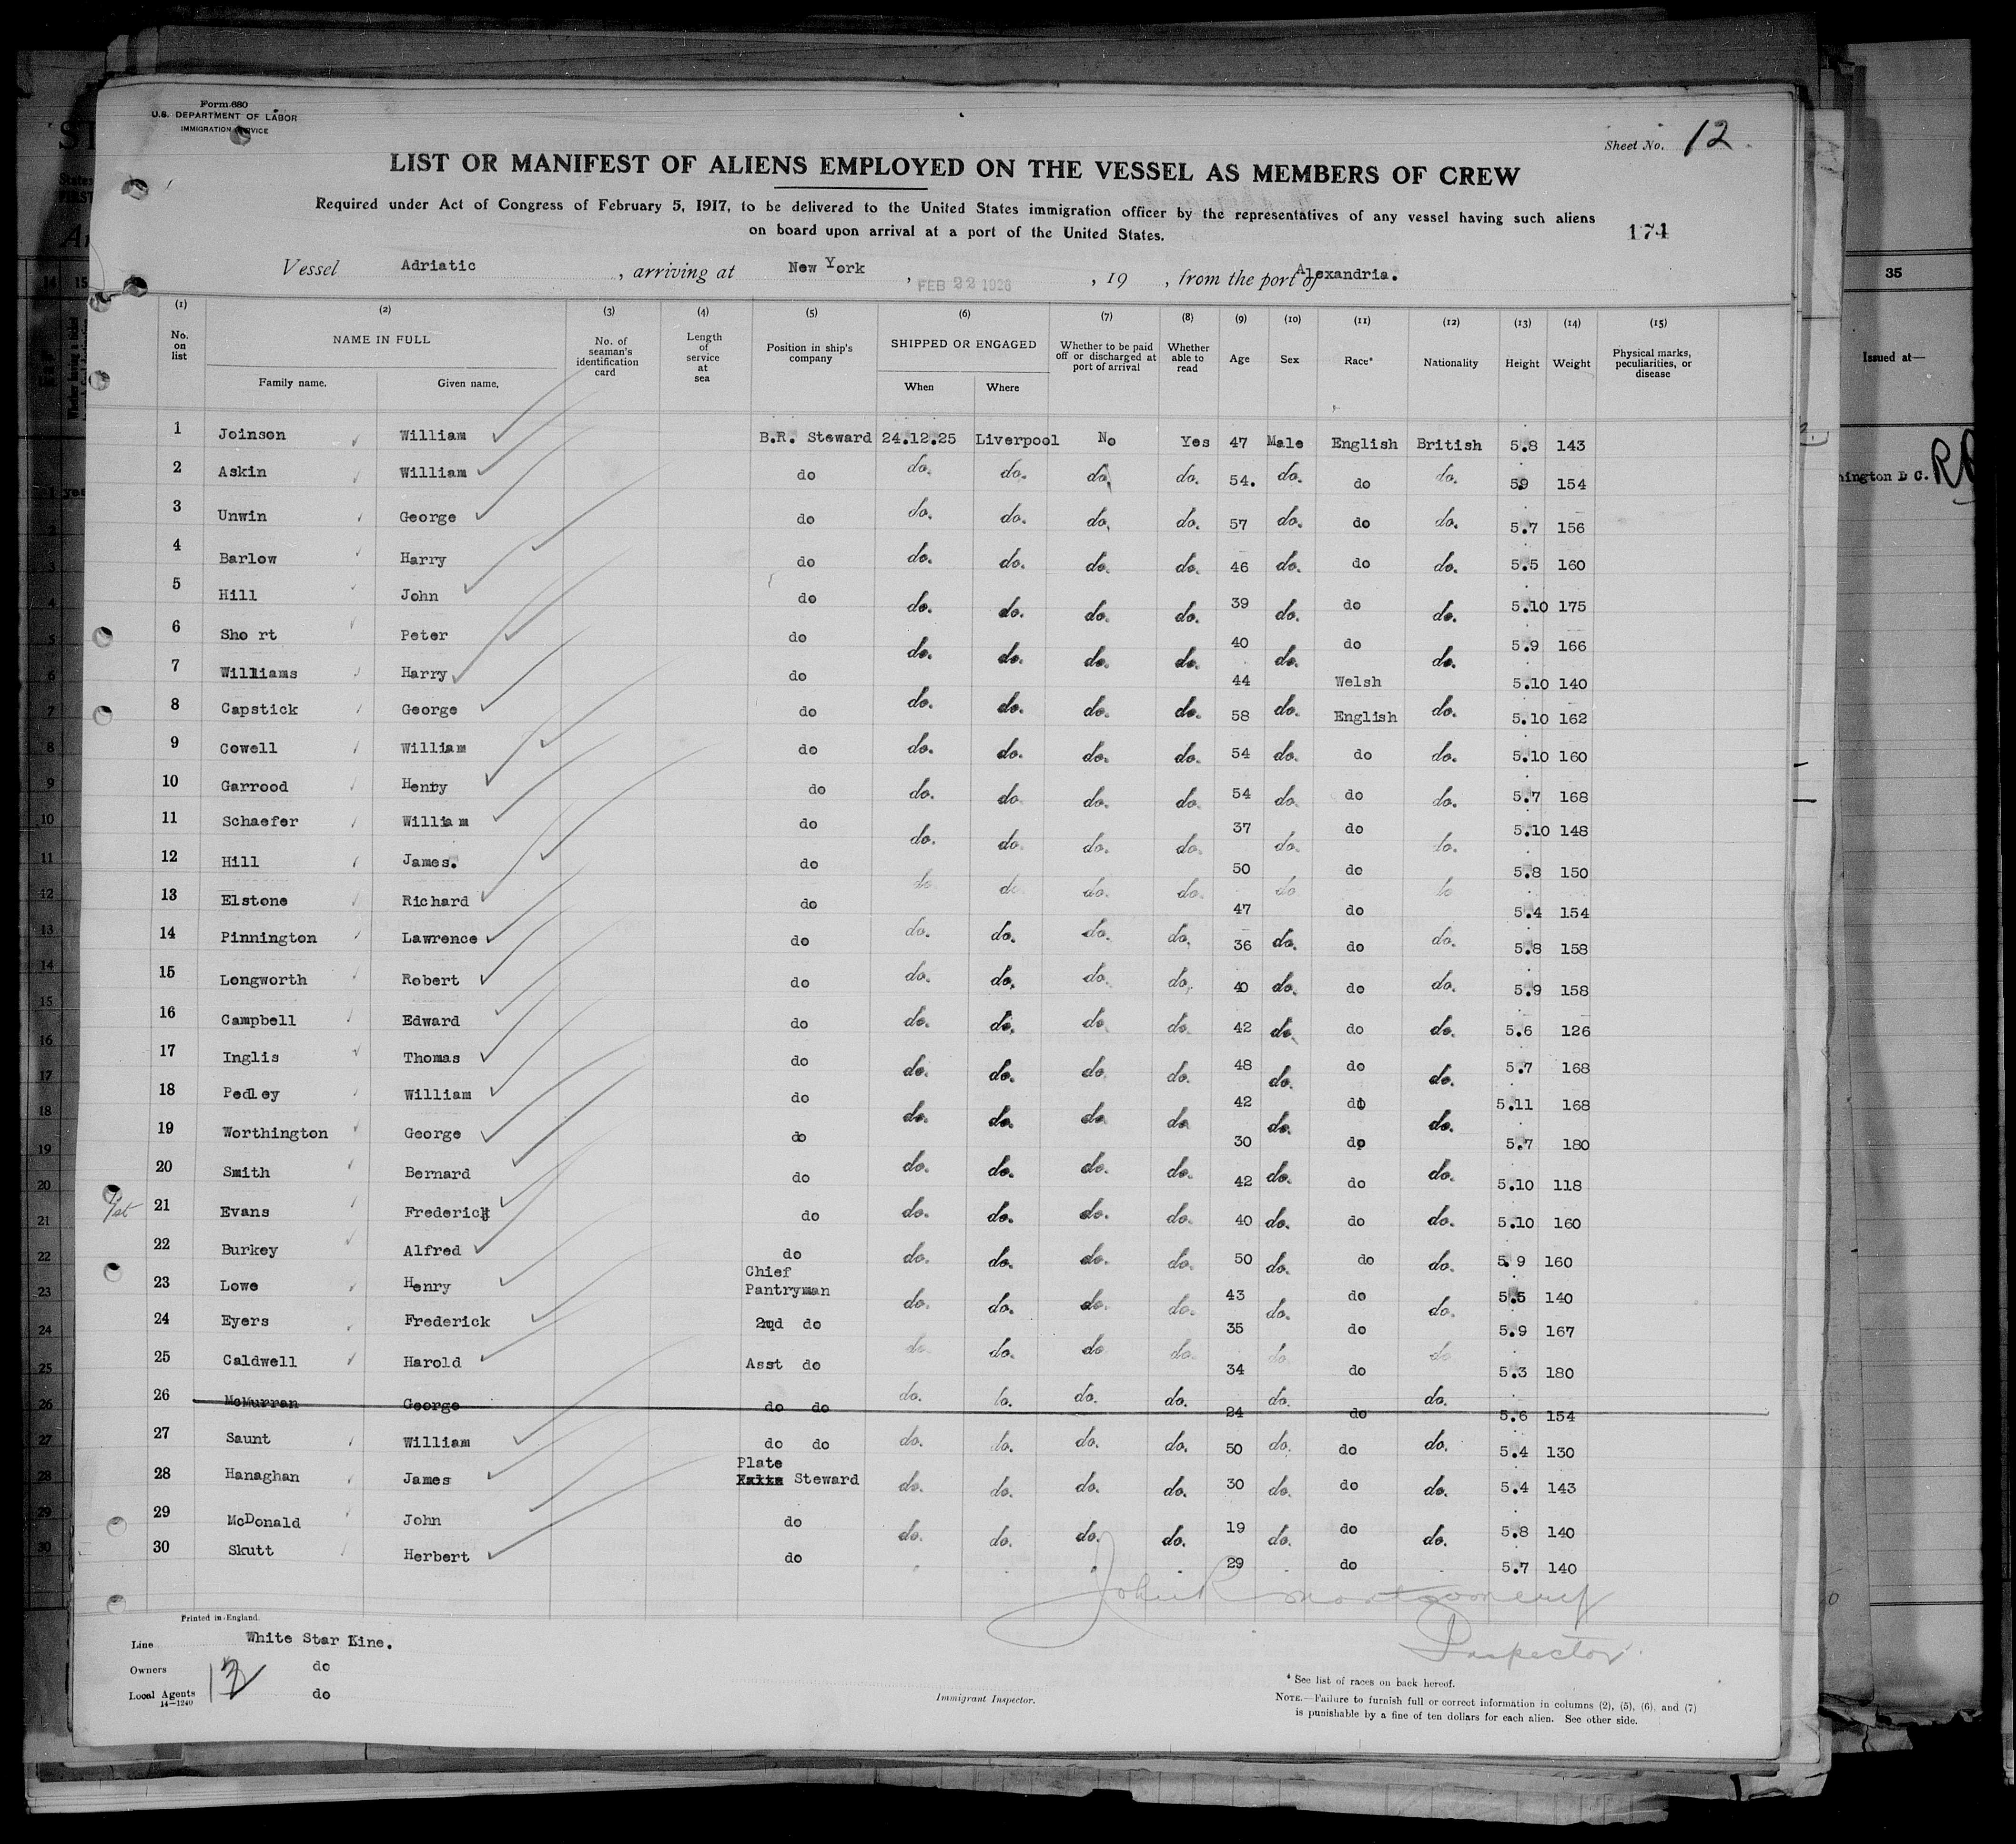 Form 680
U.S. DEPARTMENT OF LABOR
IMMIGRATION SERVICE
Sheet No. 12
LIST OR MANIFEST OF ALIENS EMPLOYED ON THE VESSEL AS MEMBERS OF CREW
Required under Act of Congress of February 5, 1917, to be delivered to the United States immigration officer by the representatives of any vessel having such aliens
on board upon arrival at a port of the United States.
174
Vessel Adriatic, arriving at New York, FEB 22 1926, 19 , from the port of Alexandria.
(1) (2) (3) (4) (5) (6) (7) (8) (9) (10) (11) (12) (13) (14) (15)
No. on list NAME IN FULL Family name. Given name. No. of seaman's identification card Length of service at sea Position in ship's company SHIPPED OR ENGAGED When Where Whether to be paid off or discharged at port of arrival Whether able to read Age Sex Race* Nationality Height Weight Physical marks, peculiarities, or disease
1 Joinson William B.R. Steward 24.12.25 Liverpool No Yes 47 Male English British 5.8 143
2 Askin William do do. do. do. do. 54. do. do do. 5.9 154
3 Unwin George do do. do. do. do. 57 do. do do. 5.7 156
4 Barlow Harry do do. do. do. do. 46 do. do do. 5.5 160
5 Hill John do do. do. do. do. 39 do. do do. 5.10 175
6 Sho rt Peter do do. do. do. do. 40 do. do do. 5.9 166
7 Williams Harry do do. do. do. do. 44 do. Welsh do. 5.10 140
8 Capstick George do do. do. do. do. 58 do. English do. 5.10 162
9 Cowell William do do. do. do. do. 54 do. do do. 5.10 160
10 Garrood Henry do do. do. do. do. 54 do. do do. 5.7 168
11 Schaefer William do do. do. do. do. 37 do. do do. 5.10 148
12 Hill James. do do do do. do. 50 do do do 5.8 150
13 Elstone Richard do do. do. do. do. 47 do. do do. 5.4 154
14 Pinnington Lawrence do do. do. do. do. 36 do. do do. 5.8 158
15 Longworth Robert do do. do. do. do. 40 do. do do. 5.9 158
16 Campbell Edward do do. do. do. do. 42 do. do do. 5.6 126
17 Inglis Thomas do do. do. do. do. 48 do. do do. 5.7 168
18 Pedley William do do. do. do. do. 42 do. do do. 5.11 168
19 Worthington George do do. do. do. do. 30 do. do do. 5.7 180
20 Smith Bernard do do. do. do. do. 42 do. do do. 5.10 118
1st 21 Evans Frederick do do. do. do. do. 40 do. do do. 5.10 160
22 Burkey Alfred do do. do. do. do. 50 do. do do. 5.9 160
23 Lowe Henry Chief Pantryman do. do. do. do. 43 do. do do. 5.5 140
24 Eyers Frederick 2nd do do. do. do do. 35 do. do do 5.9 167
25 Caldwell Harold Asst do do. do. do. do. 34 do. do do. 5.3 180
26 McMurran George do do 24 do 5.6 154
27 Saunt William do do do. do. do. do. 50 do. do do. 5.4 130
28 Hanaghan James Plate Steward do. do. do. do. 30 do. do do. 5.4 143
29 McDonald John do do. do. do. do. 19 do. do do. 5.8 140
30 Skutt Herbert do 29 do 5.7 140
John R Montgomery
Inspector.
Printed in England.
Line White Star Line.
Owners do
Local Agents do
12
14—1240
Immigrant Inspector.
* See list of races on back hereof.
NOTE.—Failure to furnish full or correct information in columns (2), (5), (6), and (7)
is punishable by a fine of ten dollars for each alien. See other side.
35
Issued at—
hington D C.